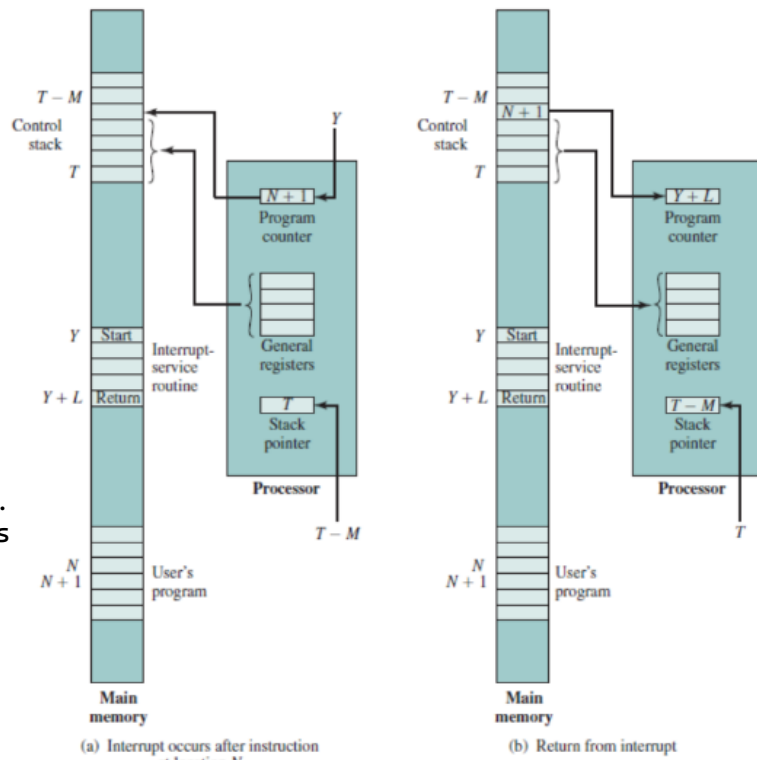 T – M
Control
stack
T
Y
N + 1
Program
counter
General
registers
T
Stack
pointer
Processor
T – M
Y
Start
Interrupt-
service
routine
Y + L
Return
.
s
N
N + 1
User's
program
Main
memory
(a) Interrupt occurs after instruction
T – M
N + 1
Control
stack
T
Y + L
Program
counter
General
registers
T – M
Stack
pointer
Processor
T
Y
Start
Interrupt-
service
routine
Y + L
Return
N
N + 1
User's
program
Main
memory
(b) Return from interrupt